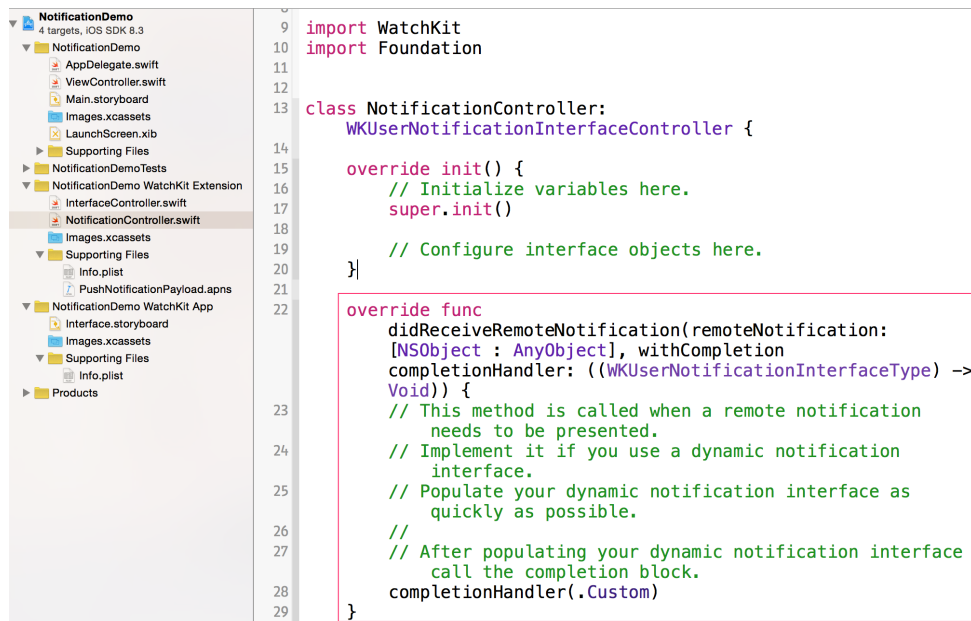 NotificationDemo
4 targets, iOS SDK 8.3
NotificationDemo
AppDelegate.swift
ViewController.swift
Main.storyboard
Images.xcassets
LaunchScreen.xib
Supporting Files
NotificationDemoTests
NotificationDemo WatchKit Extension
InterfaceController.swift
NotificationController.swift
Images.xcassets
Supporting Files
Info.plist
PushNotificationPayload.apns
NotificationDemo WatchKit App
Interface.storyboard
Images.xcassets
Supporting Files
Info.plist
Products
9 import WatchKit
10 import Foundation
11
12
13 class NotificationController:
WKUserNotificationInterfaceController {
14
15 override init() {
16 // Initialize variables here.
17 super.init()
18
19 // Configure interface objects here.
20 }
21
22 override func
didReceiveRemoteNotification(remoteNotification:
[NSObject : AnyObject], withCompletion
completionHandler: ((WKUserNotificationInterfaceType) ->
Void)) {
23 // This method is called when a remote notification
needs to be presented.
24 // Implement it if you use a dynamic notification
interface.
25 // Populate your dynamic notification interface as
quickly as possible.
26 //
27 // After populating your dynamic notification interface
call the completion block.
28 completionHandler(.Custom)
29 }